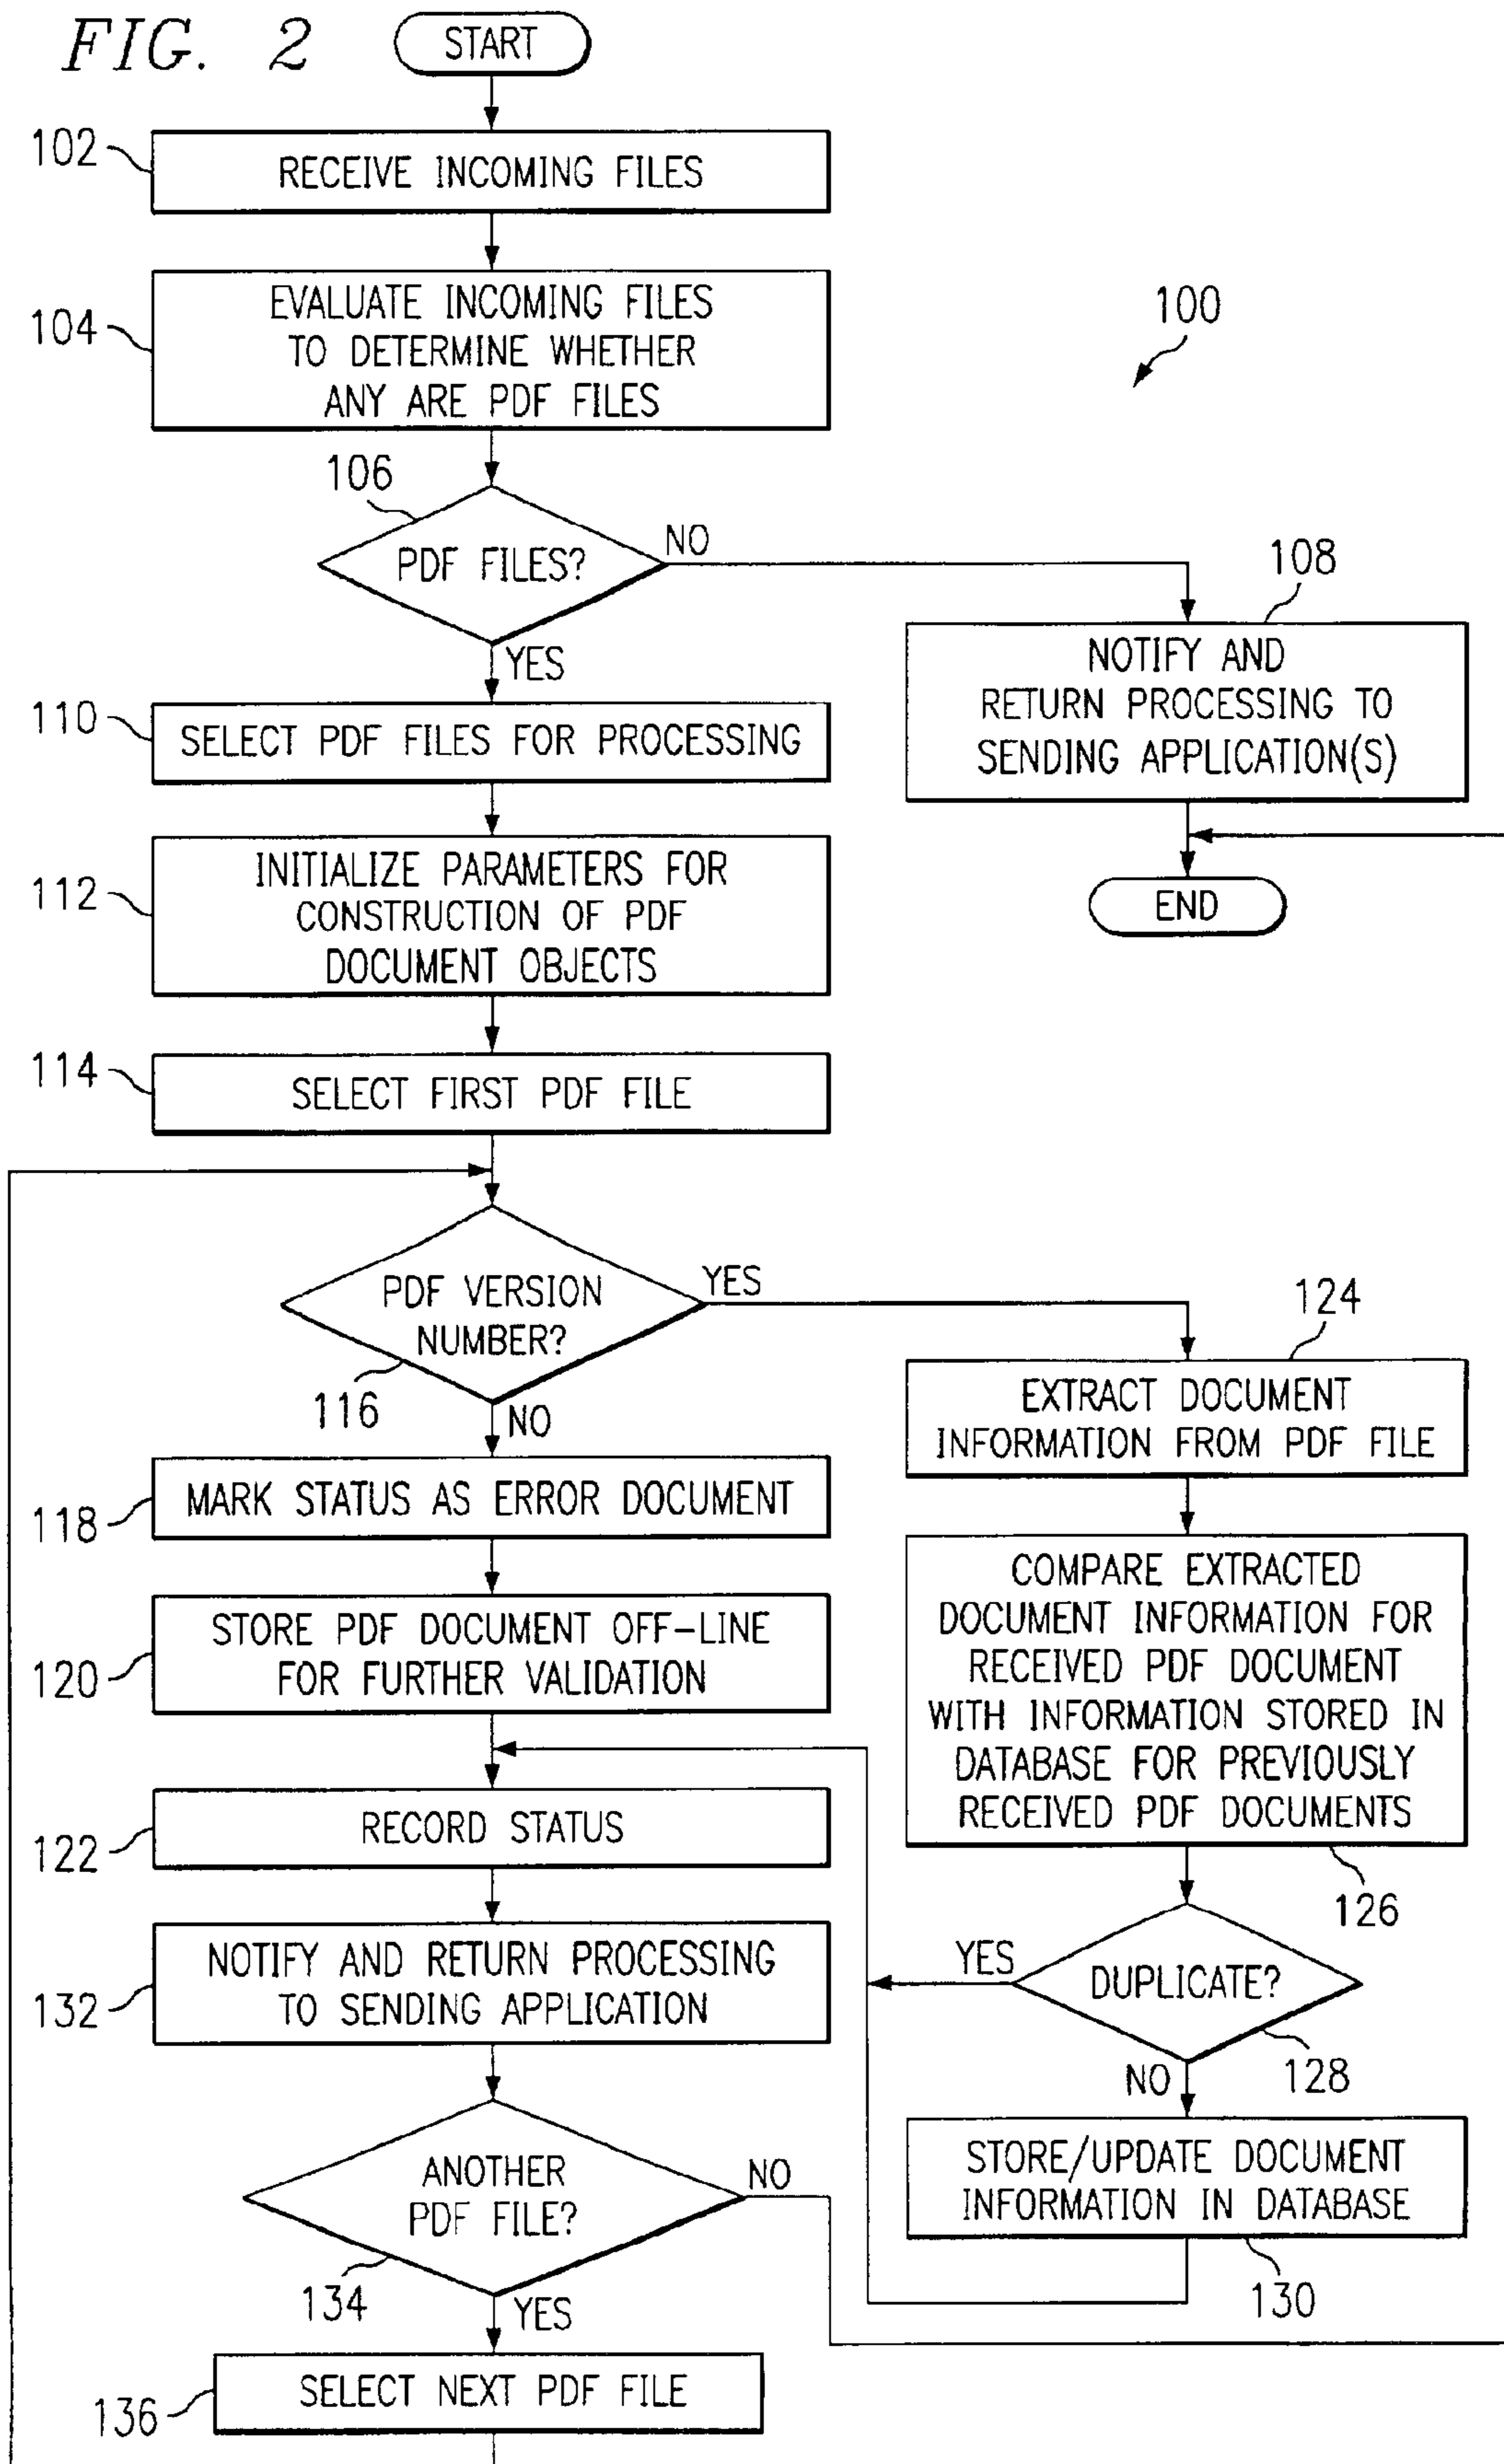 FIG. 2
START
102
RECEIVE INCOMING FILES
104
EVALUATE INCOMING FILES
TO DETERMINE WHETHER
ANY ARE PDF FILES
100
106
PDF FILES?
NO
YES
108
NOTIFY AND
RETURN PROCESSING TO
SENDING APPLICATION(S)
END
110
SELECT PDF FILES FOR PROCESSING
112
INITIALIZE PARAMETERS FOR
CONSTRUCTION OF PDF
DOCUMENT OBJECTS
114
SELECT FIRST PDF FILE
PDF VERSION
NUMBER?
116
YES
NO
118
MARK STATUS AS ERROR DOCUMENT
120
STORE PDF DOCUMENT OFF-LINE
FOR FURTHER VALIDATION
122
RECORD STATUS
124
EXTRACT DOCUMENT
INFORMATION FROM PDF FILE
COMPARE EXTRACTED
DOCUMENT INFORMATION FOR
RECEIVED PDF DOCUMENT
WITH INFORMATION STORED IN
DATABASE FOR PREVIOUSLY
RECEIVED PDF DOCUMENTS
126
YES
DUPLICATE?
128
NO
STORE/UPDATE DOCUMENT
INFORMATION IN DATABASE
130
132
NOTIFY AND RETURN PROCESSING
TO SENDING APPLICATION
ANOTHER
PDF FILE?
134
NO
YES
136
SELECT NEXT PDF FILE